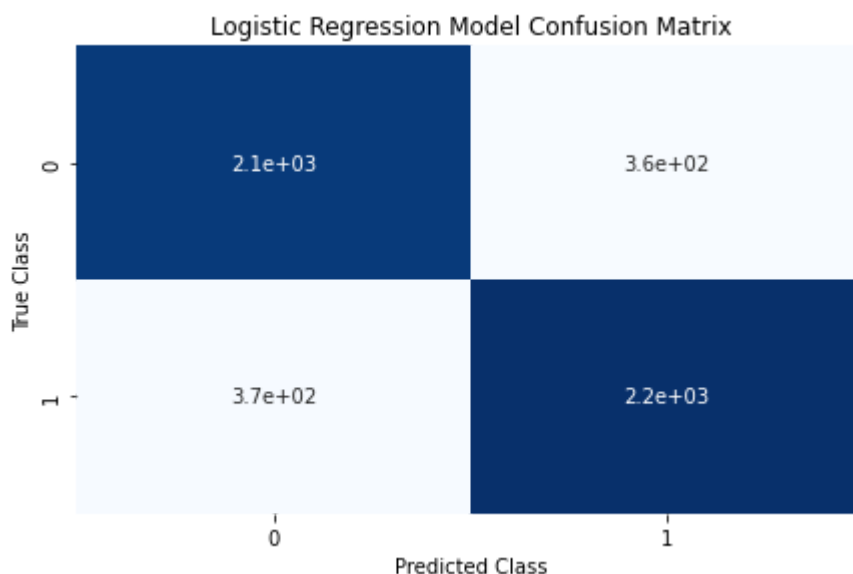 Logistic Regression Model Confusion Matrix
True Class
0
2.1e+03
3.6e+02
1
3.7e+02
2.2e+03
0
1
Predicted Class